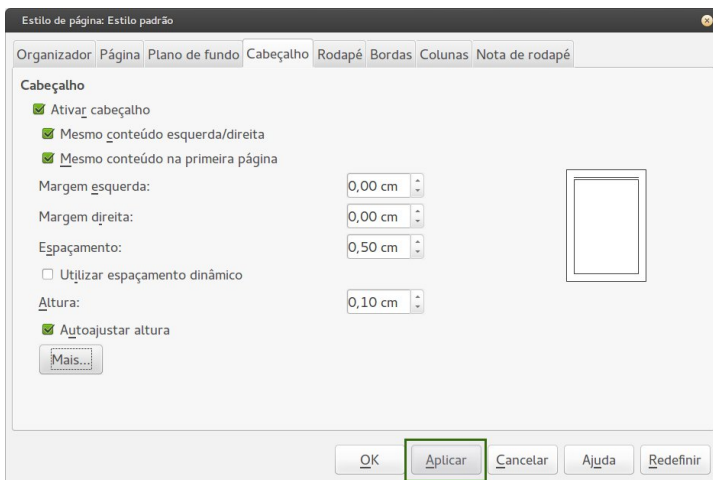 Estilo de página: Estilo padrão
Organizador Página Plano de fundo Cabeçalho Rodapé Bordas Colunas Nota de rodapé
Cabeçalho
Ativar cabeçalho
Mesmo conteúdo esquerda/direita
Mesmo conteúdo na primeira página
Margem esquerda: 0,00 cm
Margem direita: 0,00 cm
Espaçamento: 0,50 cm
Utilizar espaçamento dinâmico
Altura: 0,10 cm
Autoajustar altura
Mais...
OK Aplicar Cancelar Ajuda Redefinir